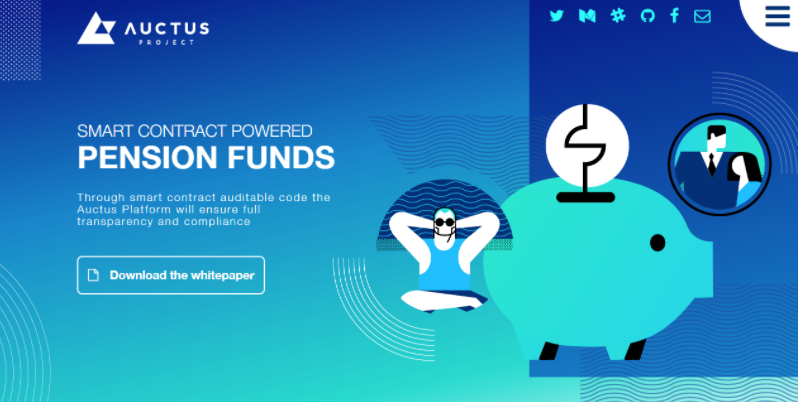 AUCTUS
PROJECT
SMART CONTRACT POWERED
PENSION FUNDS
Through smart contract auditable code the
Auctus Platform will ensure full
transparency and compliance
Download the whitepaper